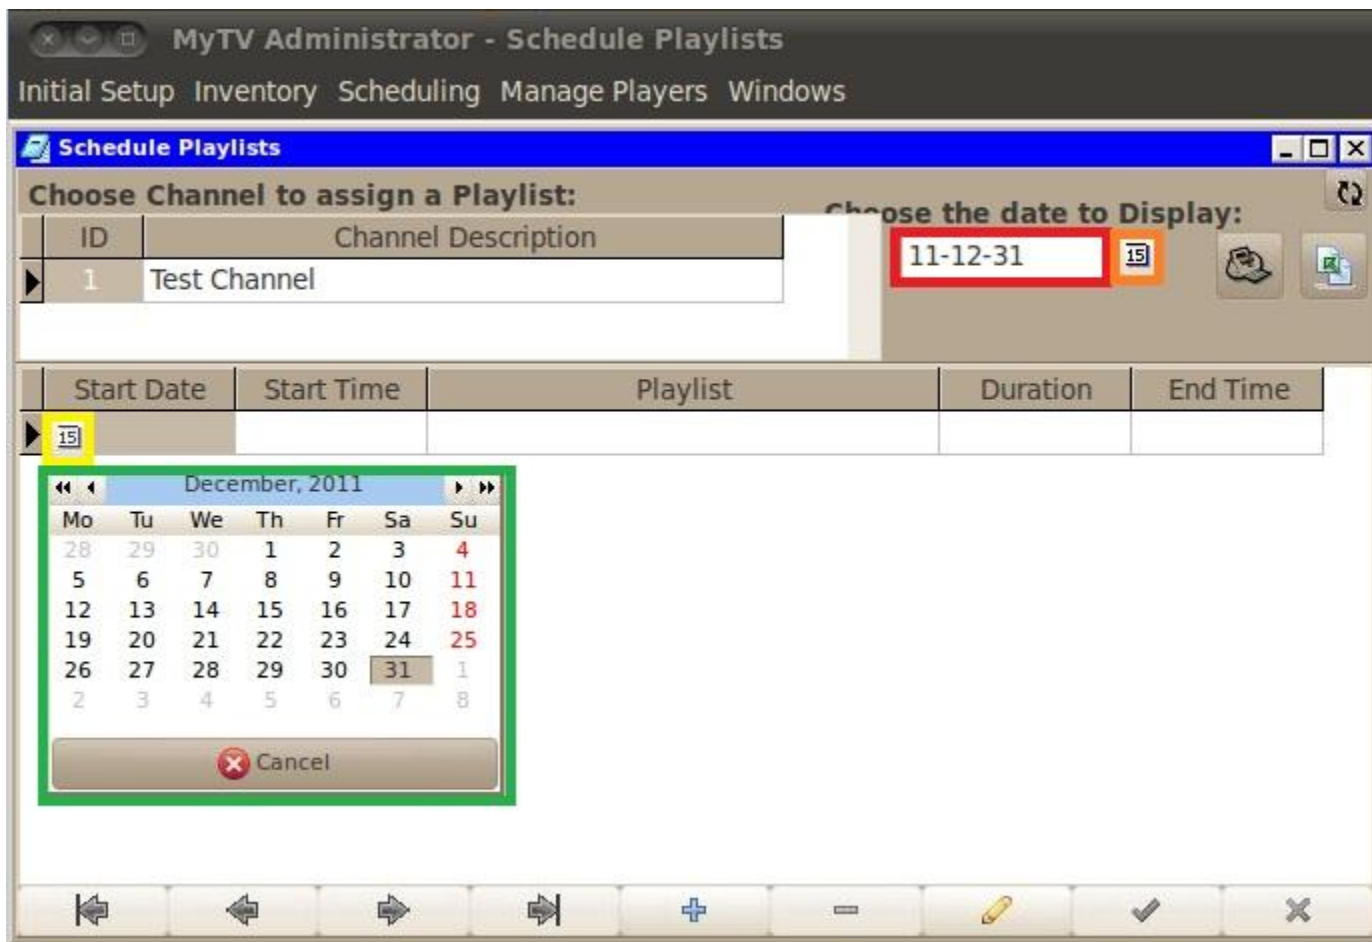 MyTV Administrator - Schedule Playlists
Initial Setup Inventory Scheduling Manage Players Windows
Schedule Playlists
Choose Channel to assign a Playlist:
Choose the date to Display:
ID Channel Description
11-12-31 15
1 Test Channel
Start Date Start Time Playlist Duration End Time
15
December, 2011
Mo Tu We Th Fr Sa Su
28 29 30 1 2 3 4
5 6 7 8 9 10 11
12 13 14 15 16 17 18
19 20 21 22 23 24 25
26 27 28 29 30 31 1
2 3 4 5 6 7 8
Cancel